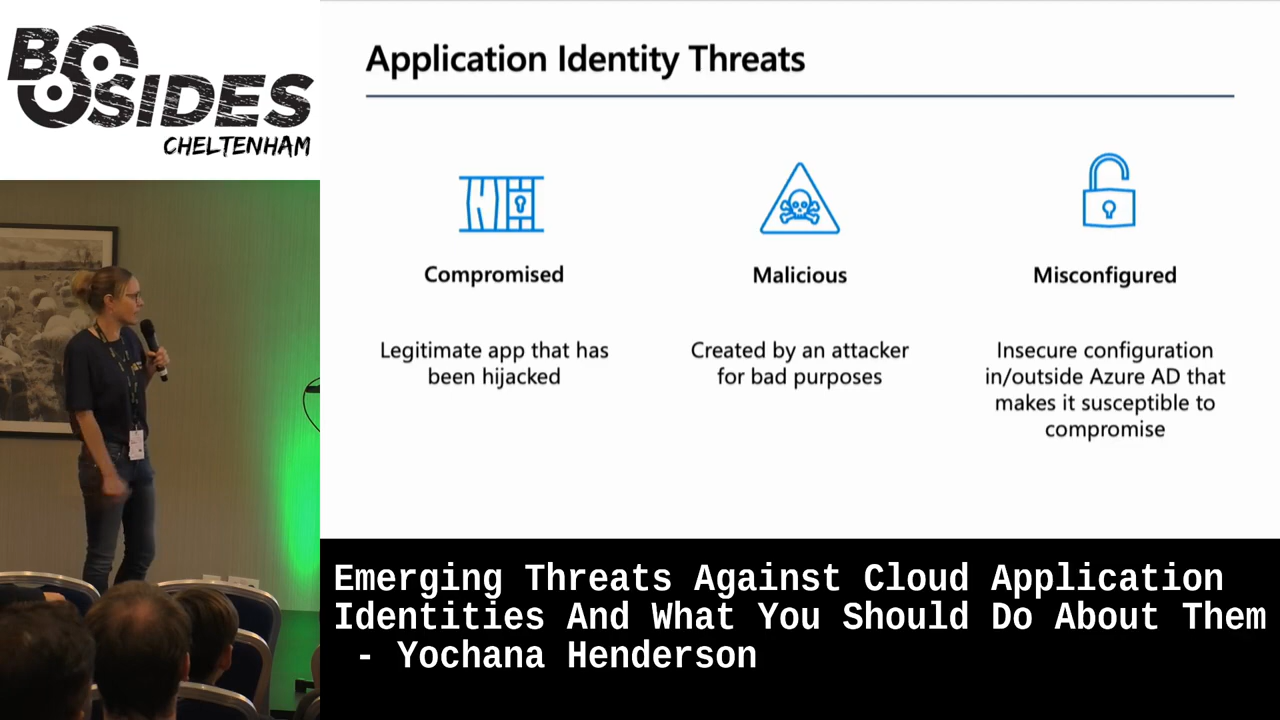 BSIDES
CHELTENHAM
Application Identity Threats
Compromised
Malicious
Misconfigured
Legitimate app that has
been hijacked
Created by an attacker
for bad purposes
Insecure configuration
in/outside Azure AD that
makes it susceptible to
compromise
Emerging Threats Against Cloud Application
Identities And What You Should Do About Them
- Yochana Henderson